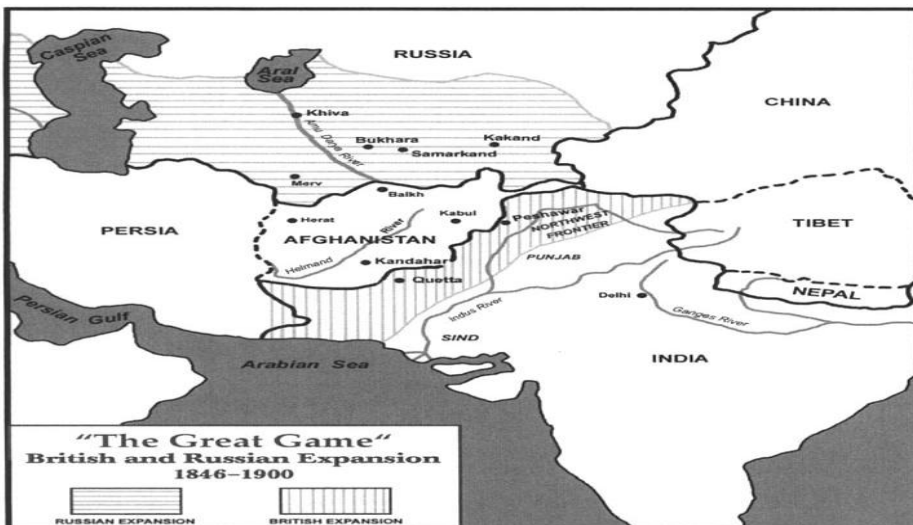 Caspian
Sea
Aral
Sea
RUSSIA
CHINA
Khiva
Amu Darya River
Bukhara
Samarkand
Kakand
Merv
Balkh
PERSIA
Herat
AFGHANISTAN
Kabul
Peshawar
NORTHWEST
FRONTIER
TIBET
Helmand River
Kandahar
PUNJAB
Quetta
NEPAL
Delhi
Ganges River
Indus River
Persian Gulf
SIND
Arabian Sea
INDIA
"The Great Game"
British and Russian Expansion
1846–1900
RUSSIAN EXPANSION
BRITISH EXPANSION